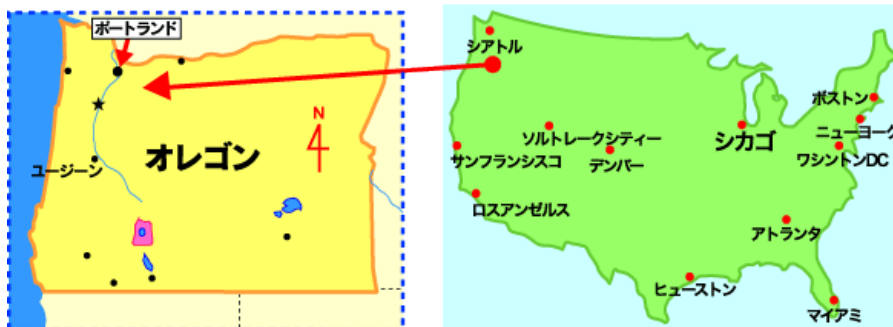 ポートランド
N
オレゴン
ユージーン
シアトル
ボストン
ニューヨーク
ワシントンDC
シカゴ
ソルトレークシティー
デンバー
サンフランシスコ
ロスアンゼルス
アトランタ
ヒューストン
マイアミ